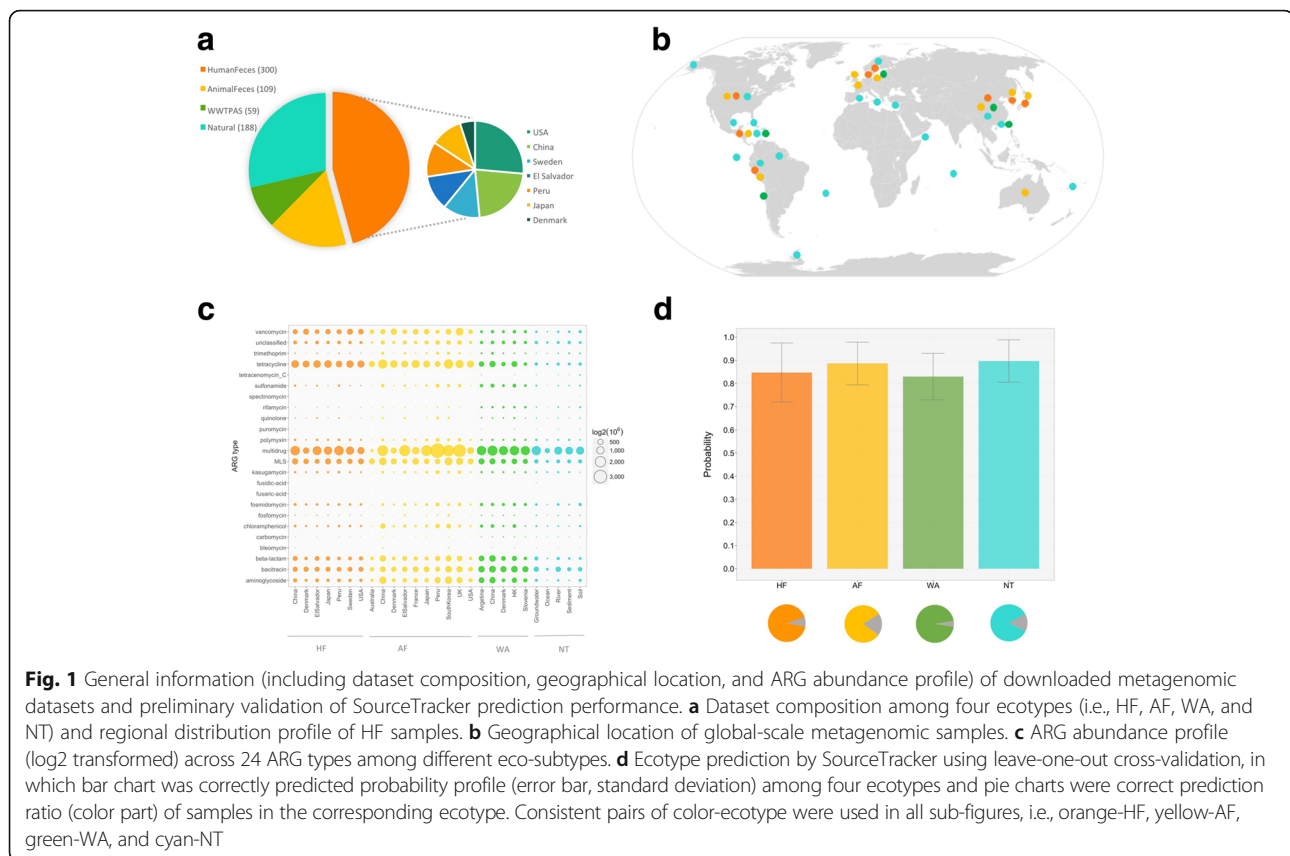 a
HumanFeces (300)
AnimalFeces (109)
WWTPAS (59)
Natural (188)
USA
China
Sweden
El Salvador
Peru
Japan
Denmark
b
c
ARG type
vancomycin
unclassified
trimethoprim
tetracycline
tetracenomycin_C
sulfonamide
spectinomycin
rifamycin
quinolone
puromycin
polymyxin
multidrug
MLS
kasugamycin
fusidic-acid
fusaric-acid
fosmidomycin
fosfomycin
chloramphenicol
carbomycin
bleomycin
beta-lactam
bacitracin
aminoglycoside
China
Denmark
ElSalvador
Japan
Peru
Sweden
USA
Australia
China
Denmark
ElSalvador
France
Japan
Peru
SouthKorea
UK
USA
Argetina
China
Denmark
HK
Slovenia
Groundwater
Ocean
River
Sediment
Soil
HF
AF
WA
NT
log2(10⁶)
500
1,000
2,000
3,000
d
Probability
1.0
0.9
0.8
0.7
0.6
0.5
0.4
0.3
0.2
0.1
0.0
HF
AF
WA
NT
Fig. 1 General information (including dataset composition, geographical location, and ARG abundance profile) of downloaded metagenomic
datasets and preliminary validation of SourceTracker prediction performance. a Dataset composition among four ecotypes (i.e., HF, AF, WA, and
NT) and regional distribution profile of HF samples. b Geographical location of global-scale metagenomic samples. c ARG abundance profile
(log2 transformed) across 24 ARG types among different eco-subtypes. d Ecotype prediction by SourceTracker using leave-one-out cross-validation, in
which bar chart was correctly predicted probability profile (error bar, standard deviation) among four ecotypes and pie charts were correct prediction
ratio (color part) of samples in the corresponding ecotype. Consistent pairs of color-ecotype were used in all sub-figures, i.e., orange-HF, yellow-AF,
green-WA, and cyan-NT